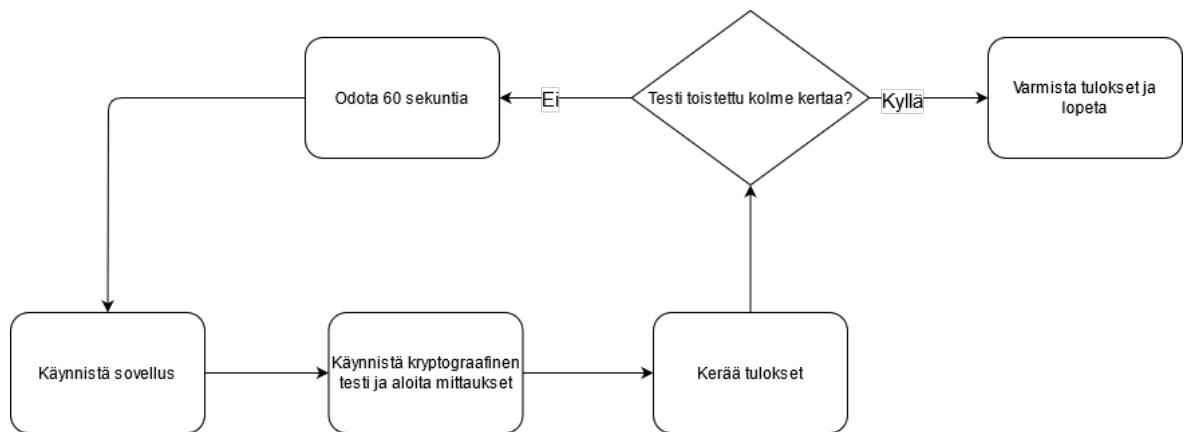 Odota 60 sekuntia
Ei
Testi toistettu kolme kertaa?
Kyllä
Varmista tulokset ja
lopeta
Käynnistä sovellus
Käynnistä kryptograafinen
testi ja aloita mittaukset
Kerää tulokset